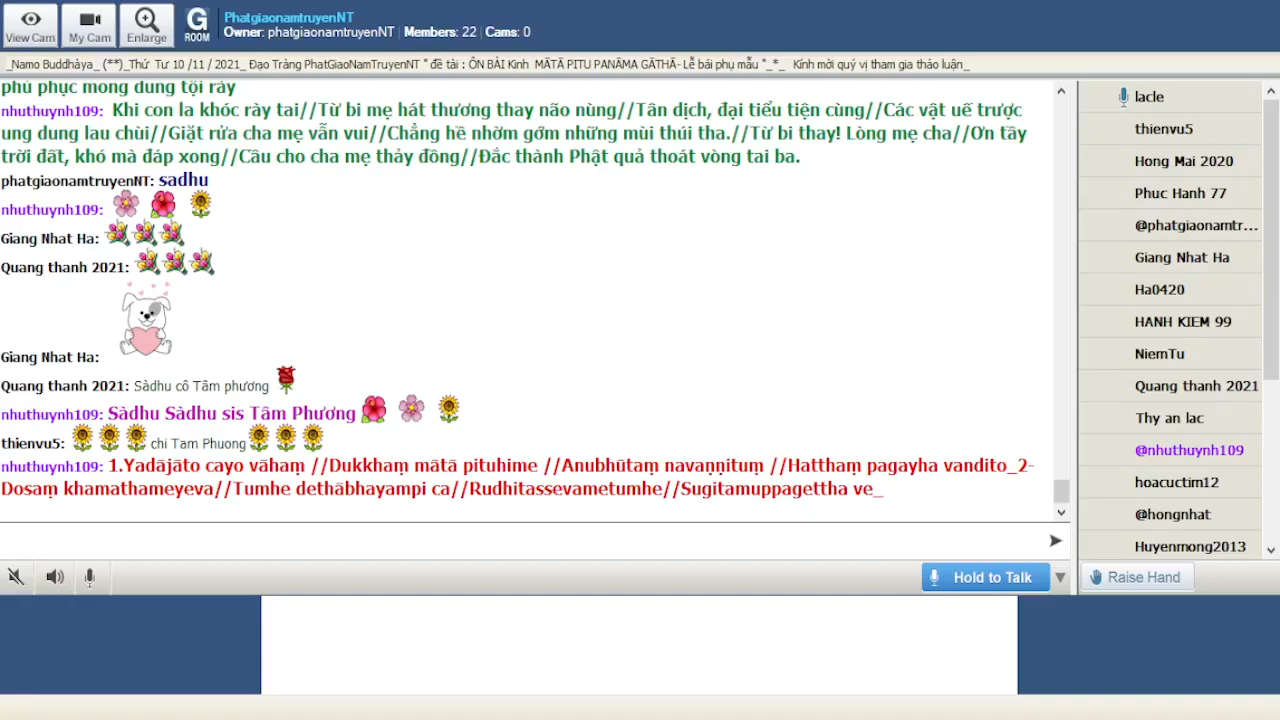 View Cam
My Cam
Enlarge
G
ROOM
PhatgiaonamtruyenNT
Owner: phatgiaonamtruyenNT | Members: 22 | Cams: 0
_Namo Buddhàya_ (**)_Thứ Tư 10 /11 / 2021_ Đạo Tràng PhatGiaoNamTruyenNT " đề tài : ÔN BÀI Kinh MĀTĀ PITU PANĀMA GĀTHĀ- Lễ bái phụ mẫu "_*_ Kính mời quý vị tham gia thảo luận_
phủ phục mong dung tội rày
nhuthuynh109: Khi con la khóc rày tai//Từ bi mẹ hát thương thay não nùng//Tân dịch, đại tiểu tiện cùng//Các vật uế trược
ung dung lau chùi//Giặt rửa cha mẹ vẫn vui//Chẳng hề nhờm gớm những mùi thúi tha.//Từ bi thay! Lòng mẹ cha//Ơn tầy
trời đất, khó mà đáp xong//Cầu cho cha mẹ thảy đồng//Đắc thành Phật quả thoát vòng tai ba.
phatgiaonamtruyenNT: sadhu
nhuthuynh109:
Giang Nhat Ha:
Quang thanh 2021:
Giang Nhat Ha:
Quang thanh 2021: Sàdhu cô Tâm phương
nhuthuynh109: Sàdhu Sàdhu sis Tâm Phương
thienvu5: chi Tam Phuong
nhuthuynh109: 1.Yadājāto cayo vāhaṃ //Dukkhaṃ mātā pituhime //Anubhūtaṃ navaṇṇituṃ //Hatthaṃ pagayha vandito_2-
Dosaṃ khamathameyeva//Tumhe dethābhayampi ca//Rudhitassevametumhe//Sugitamuppagettha ve_
Hold to Talk
lacle
thienvu5
Hong Mai 2020
Phuc Hanh 77
@phatgiaonamtr...
Giang Nhat Ha
Ha0420
HANH KIEM 99
NiemTu
Quang thanh 2021
Thy an lac
@nhuthuynh109
hoacuctim12
@hongnhat
Huyenmong2013
Raise Hand